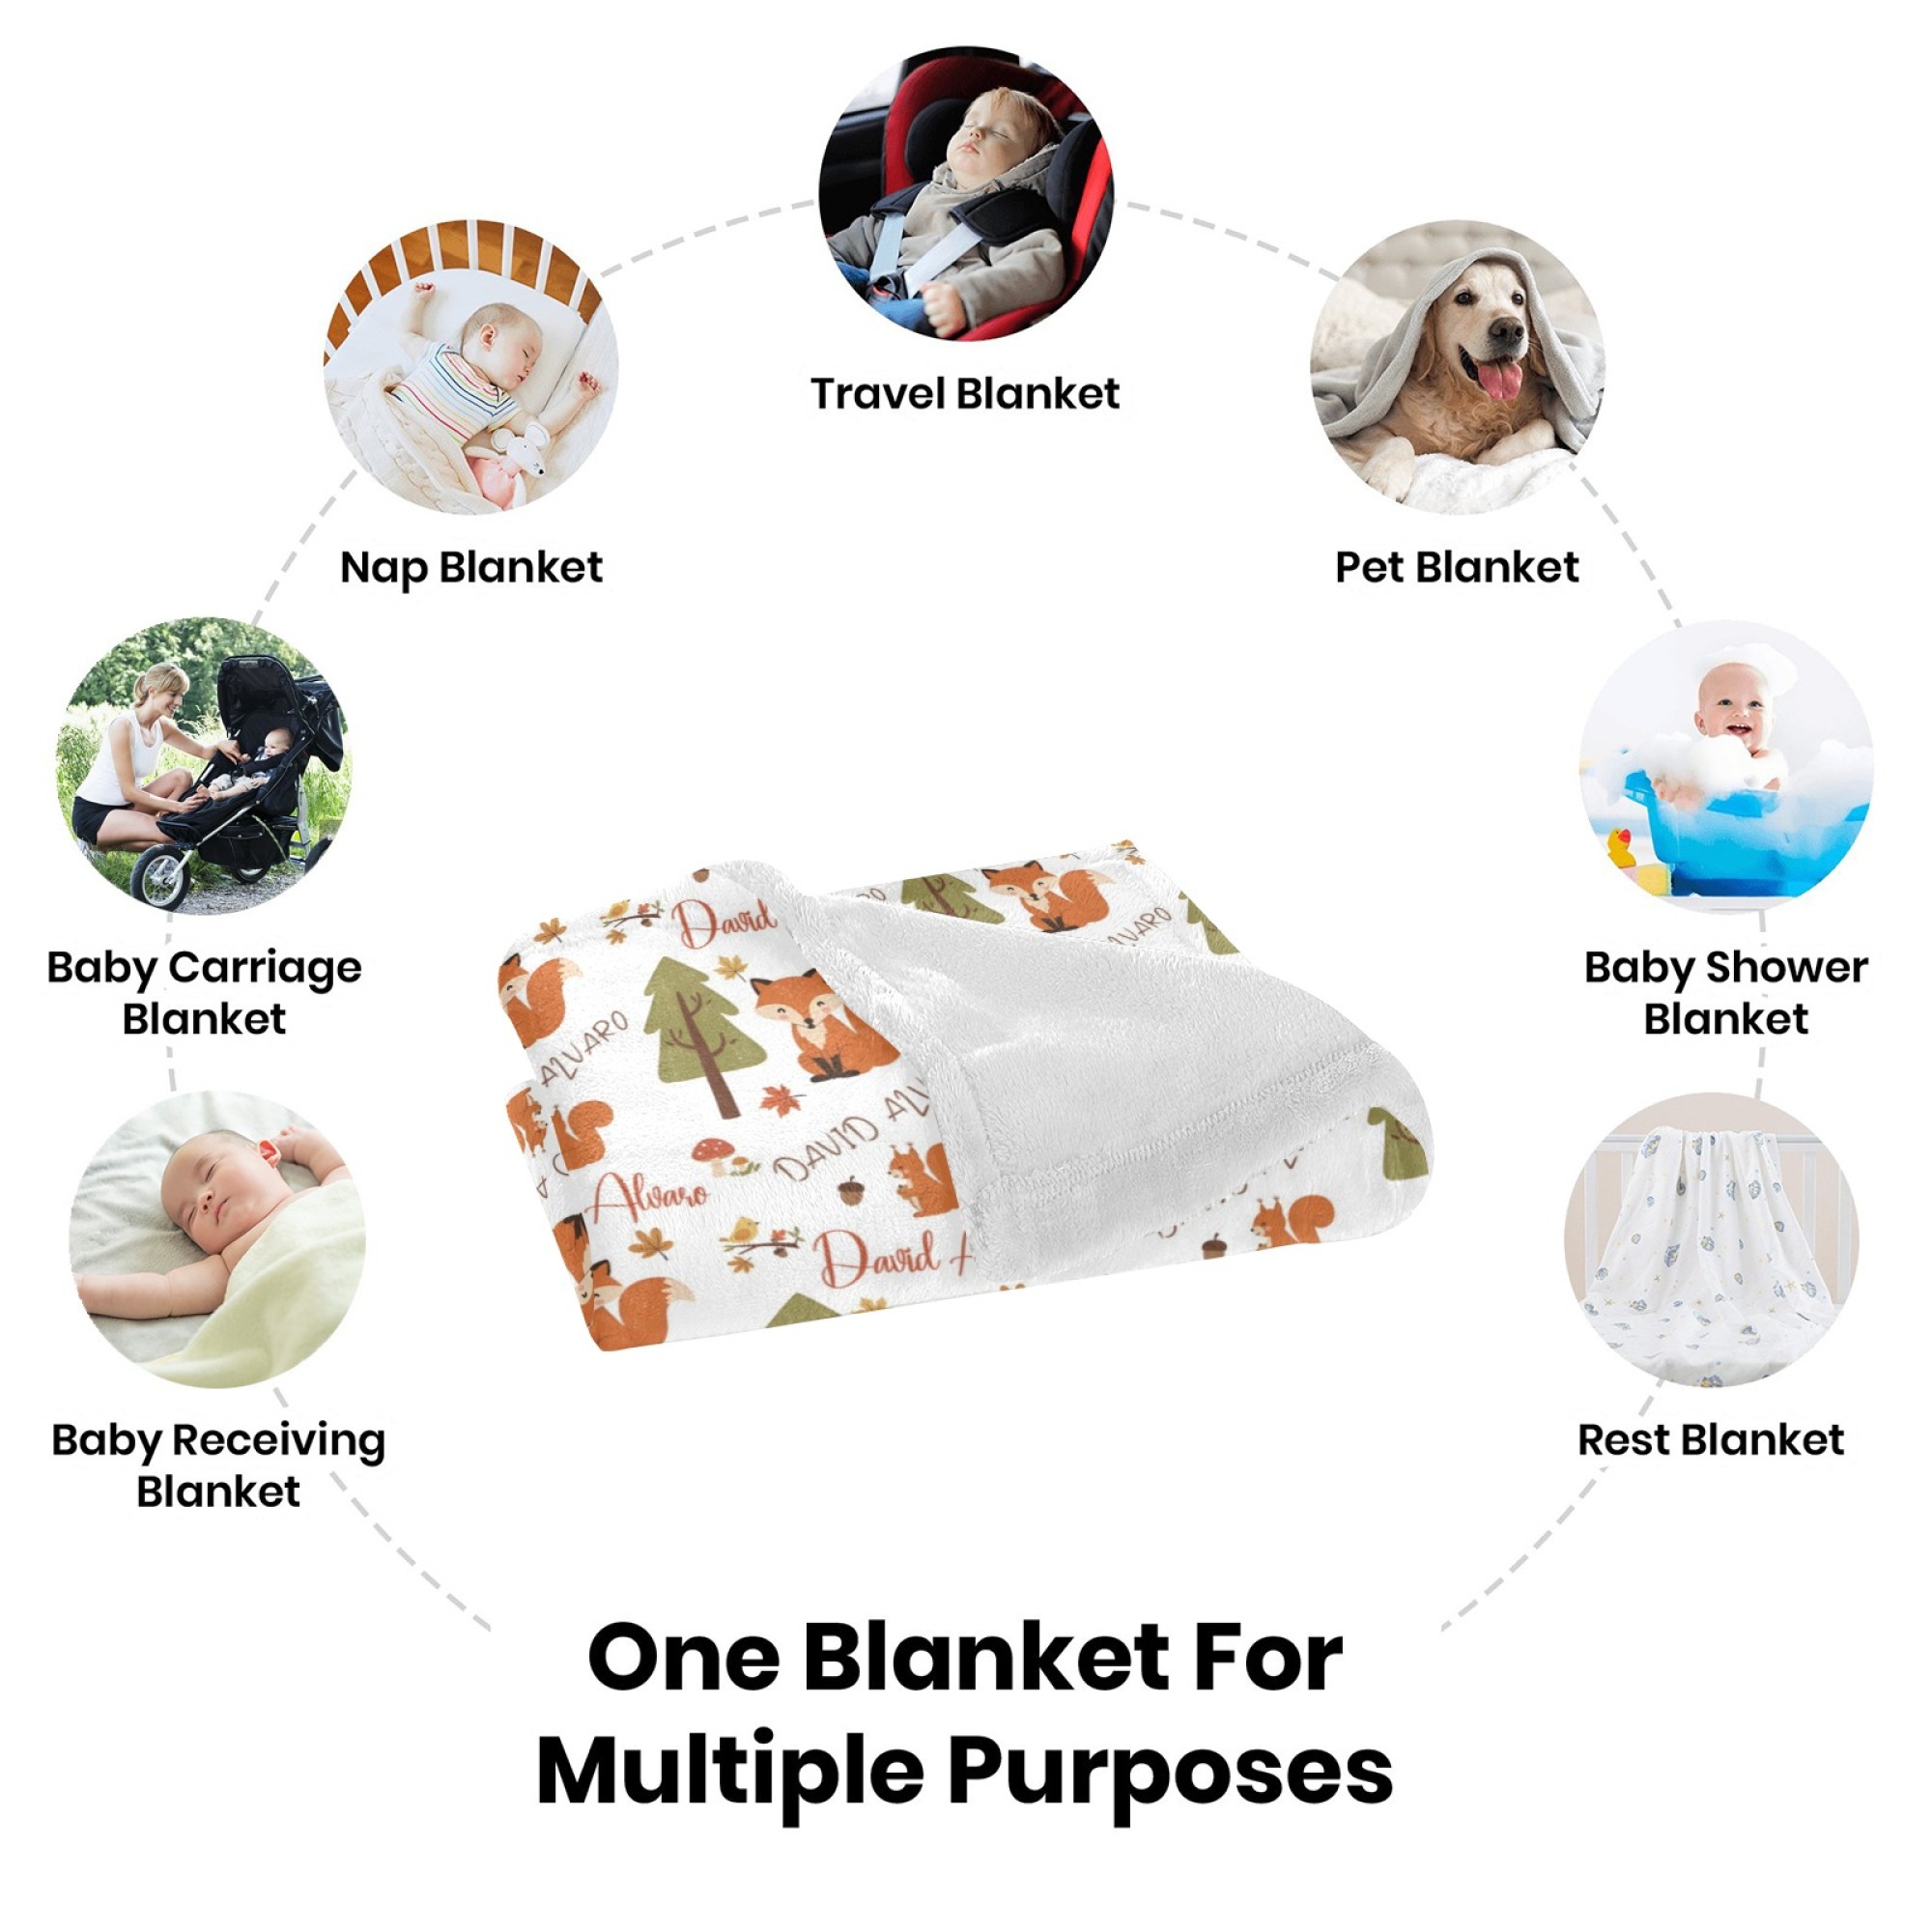 Travel Blanket
Nap Blanket
Pet Blanket
Baby Carriage
Blanket
Baby Shower
Blanket
David
ALVARO
ALVARO
DAVID ALV
Alvaro
David A
Baby Receiving
Blanket
Rest Blanket
One Blanket For
Multiple Purposes